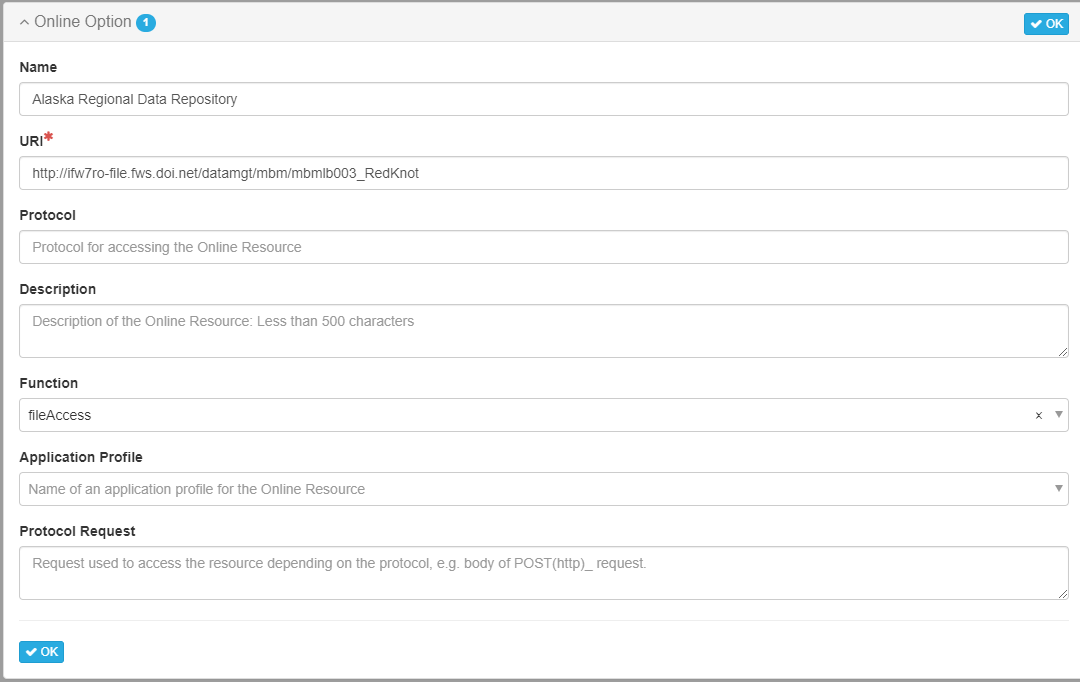 Online Option 1
OK
Name
Alaska Regional Data Repository
URI*
http://ifw7ro-file.fws.doi.net/datamgt/mbm/mbmlb003_RedKnot
Protocol
Protocol for accessing the Online Resource
Description
Description of the Online Resource: Less than 500 characters
Function
fileAccess x
Application Profile
Name of an application profile for the Online Resource
Protocol Request
Request used to access the resource depending on the protocol, e.g. body of POST(http)_ request.
OK